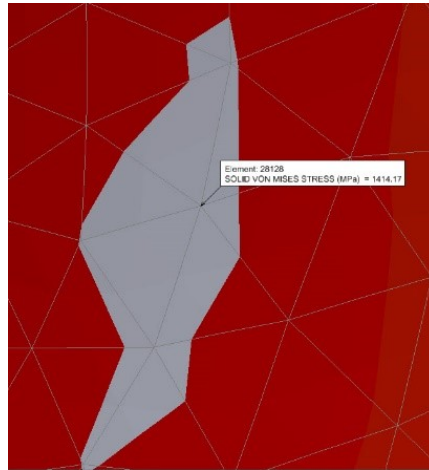 Element: 28128
SOLID VON MISES STRESS (MPa) = 1414.17